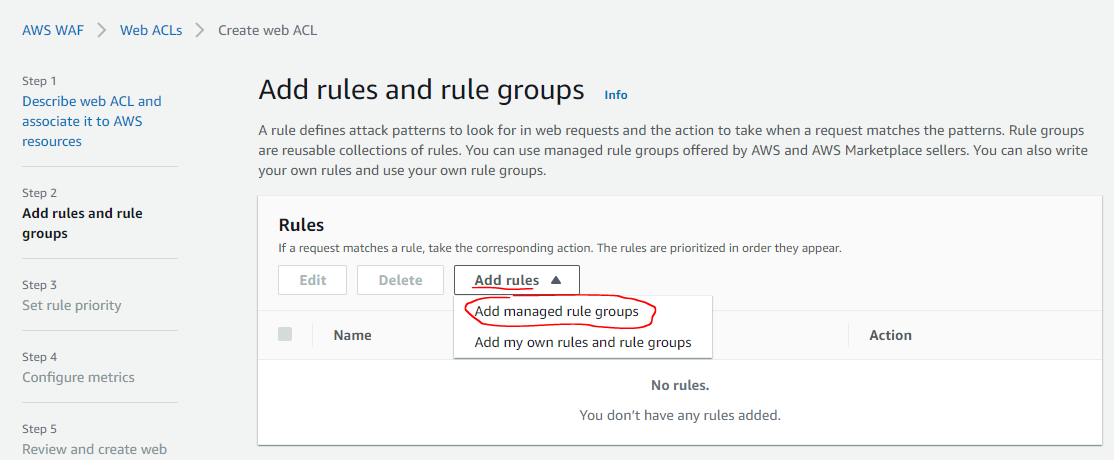 AWS WAF > Web ACLs > Create web ACL
Step 1
Describe web ACL and
associate it to AWS
resources
Step 2
Add rules and rule
groups
Step 3
Set rule priority
Step 4
Configure metrics
Step 5
Review and create web
Add rules and rule groups Info
A rule defines attack patterns to look for in web requests and the action to take when a request matches the patterns. Rule groups
are reusable collections of rules. You can use managed rule groups offered by AWS and AWS Marketplace sellers. You can also write
your own rules and use your own rule groups.
Rules
If a request matches a rule, take the corresponding action. The rules are prioritized in order they appear.
Edit Delete Add rules
Add managed rule groups
Add my own rules and rule groups
Name Action
No rules.
You don’t have any rules added.